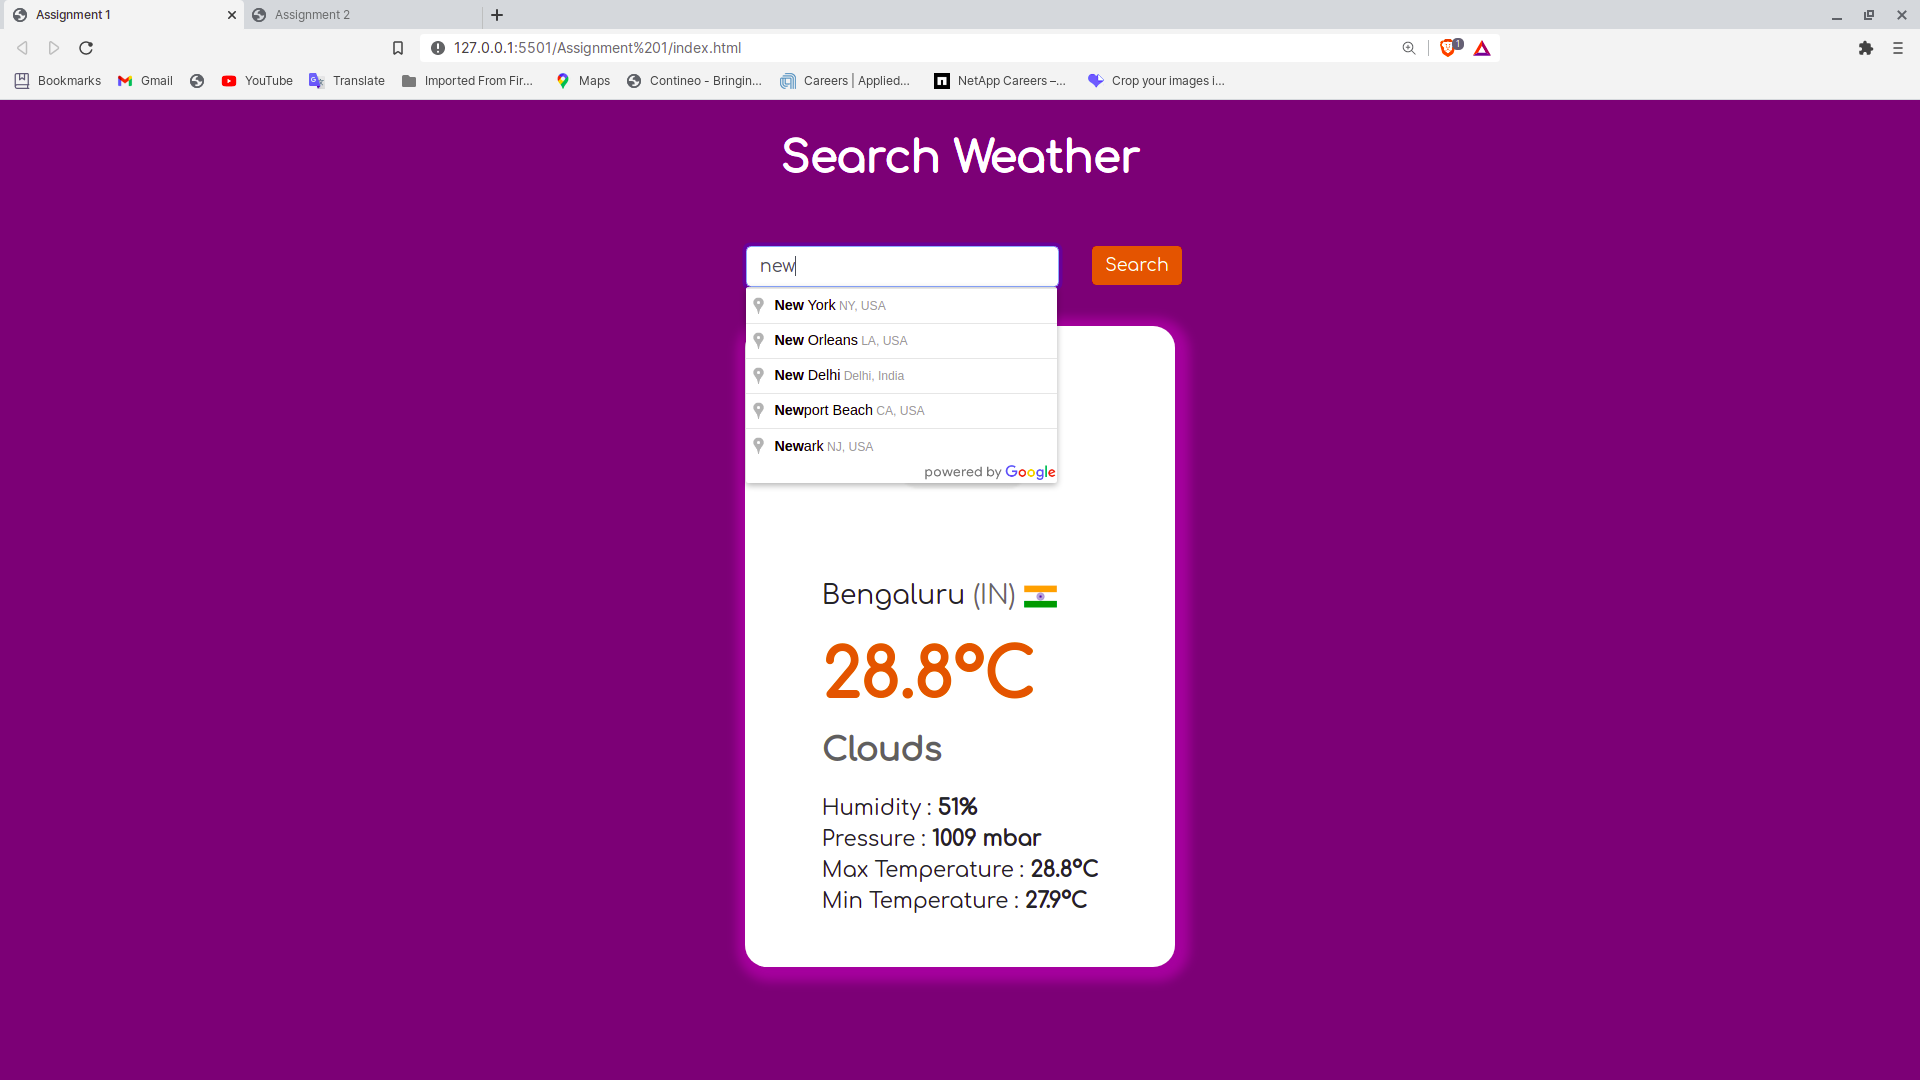 Assignment 1
Assignment 2
127.0.0.1:5501/Assignment%201/index.html
1
Bookmarks
Gmail
YouTube
Translate
Imported From Fir...
Maps
Contineo - Bringin...
Careers | Applied...
NetApp Careers –...
Crop your images i...
Search Weather
new
Search
New York NY, USA
New Orleans LA, USA
New Delhi Delhi, India
Newport Beach CA, USA
Newark NJ, USA
powered by Google
Bengaluru (IN)
28.8°C
Clouds
Humidity : 51%
Pressure : 1009 mbar
Max Temperature : 28.8°C
Min Temperature : 27.9°C